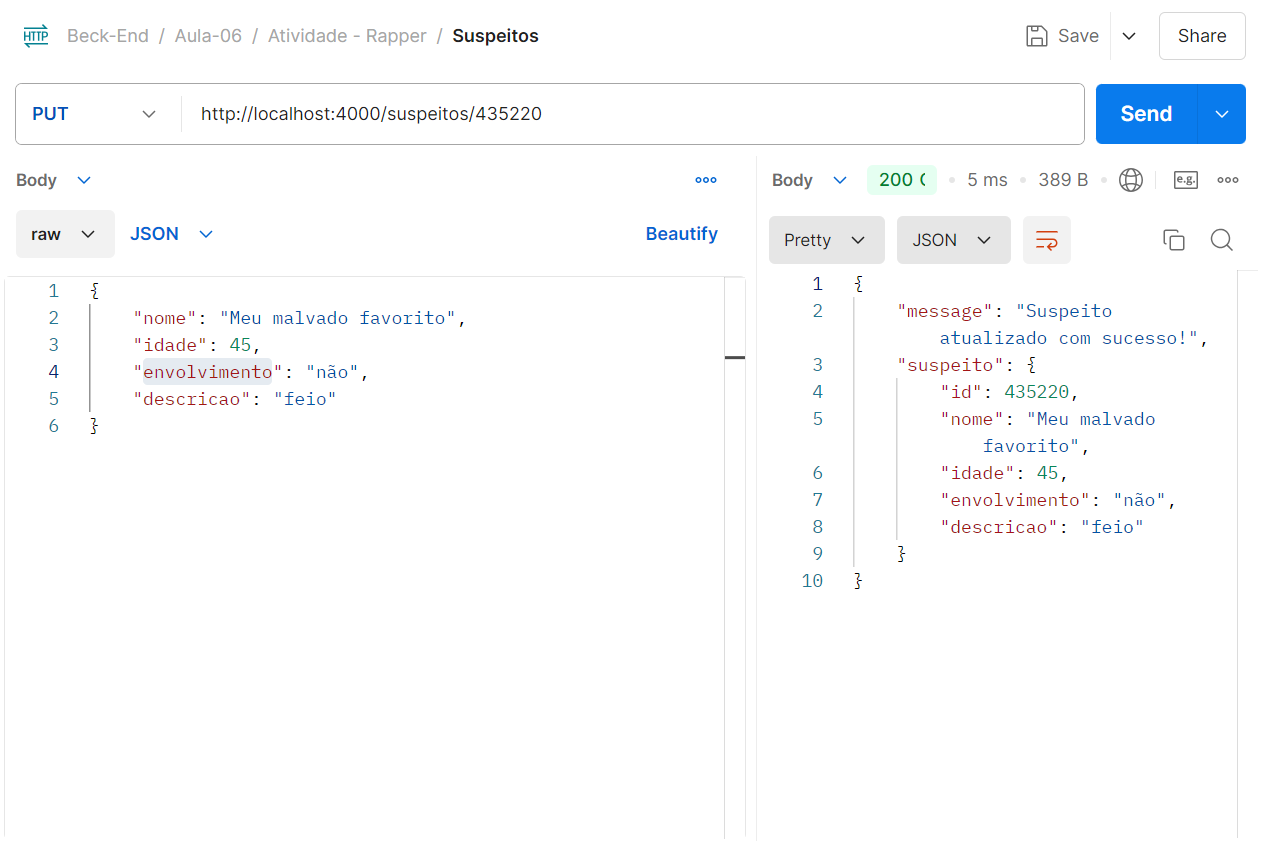 HTTP Beck-End / Aula-06 / Atividade - Rapper / Suspeitos Save Share
PUT http://localhost:4000/suspeitos/435220 Send
Body
raw JSON Beautify
1 {
2 "nome": "Meu malvado favorito",
3 "idade": 45,
4 "envolvimento": "não",
5 "descricao": "feio"
6 }
Body 200 5 ms 389 B e.g.
Pretty JSON
1 {
2 "message": "Suspeito
atualizado com sucesso!",
3 "suspeito": {
4 "id": 435220,
5 "nome": "Meu malvado
favorito",
6 "idade": 45,
7 "envolvimento": "não",
8 "descricao": "feio"
9 }
10 }